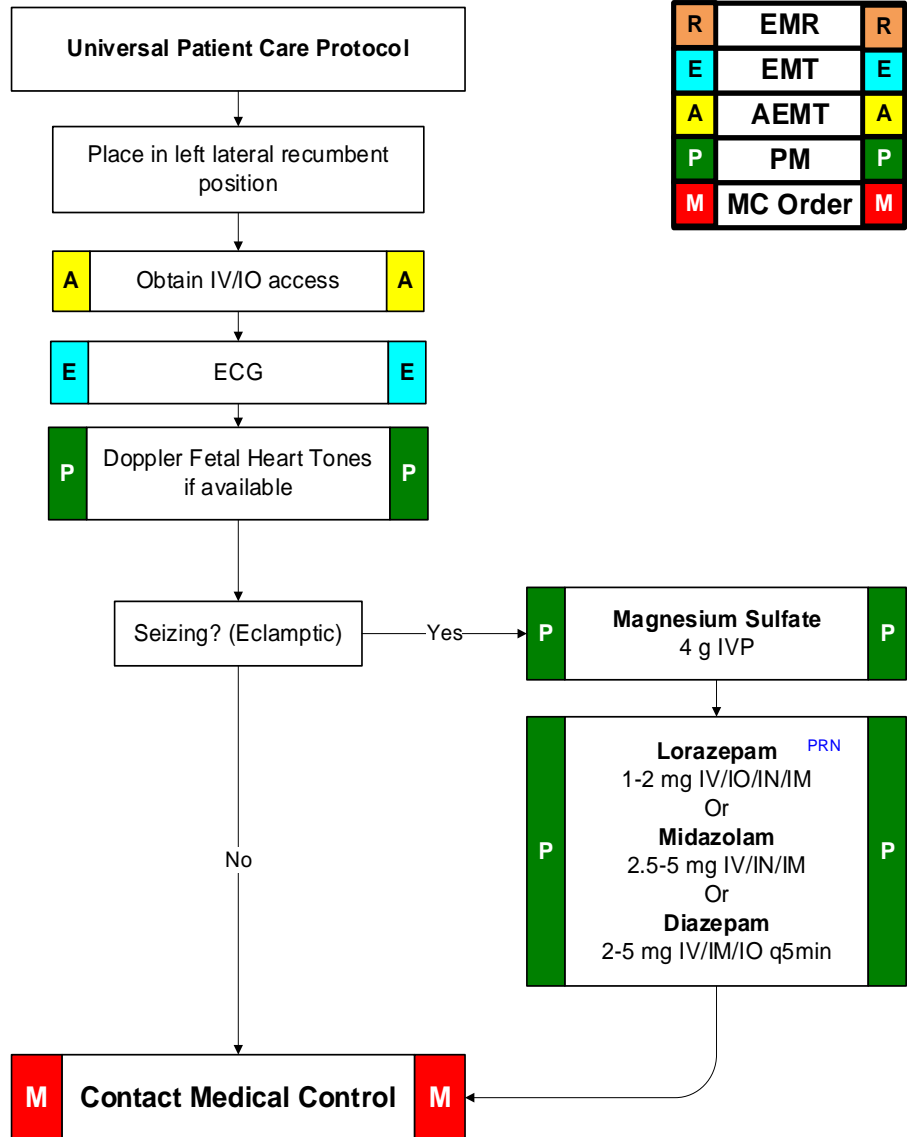 Universal Patient Care Protocol
R EMR R
E EMT E
A AEMT A
P PM P
M MC Order M
Place in left lateral recumbent
position
A Obtain IV/IO access A
E ECG E
P Doppler Fetal Heart Tones P
if available
Seizing? (Eclamptic)
Yes
P Magnesium Sulfate P
4 g IVP
Lorazepam PRN
1-2 mg IV/IO/IN/IM
Or
P Midazolam P
2.5-5 mg IV/IN/IM
Or
Diazepam
2-5 mg IV/IM/IO q5min
No
M Contact Medical Control M